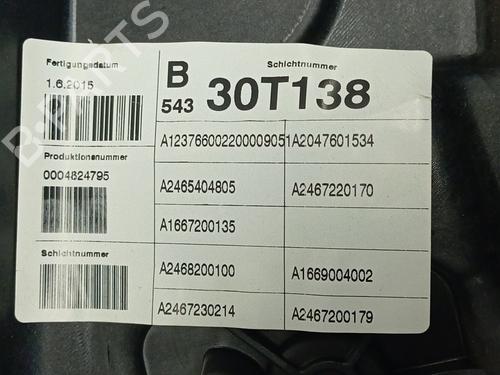 Fertigungsdatum
1.6.2015
B
543
Schichtnummer
30T138
Produktionsnummer
0004824795
Schichtnummer
A123766002200009051 A2047601534
A2465404805 A2467220170
A1667200135
A2468200100 A1669004002
A2467230214 A2467200179
B-PARTS